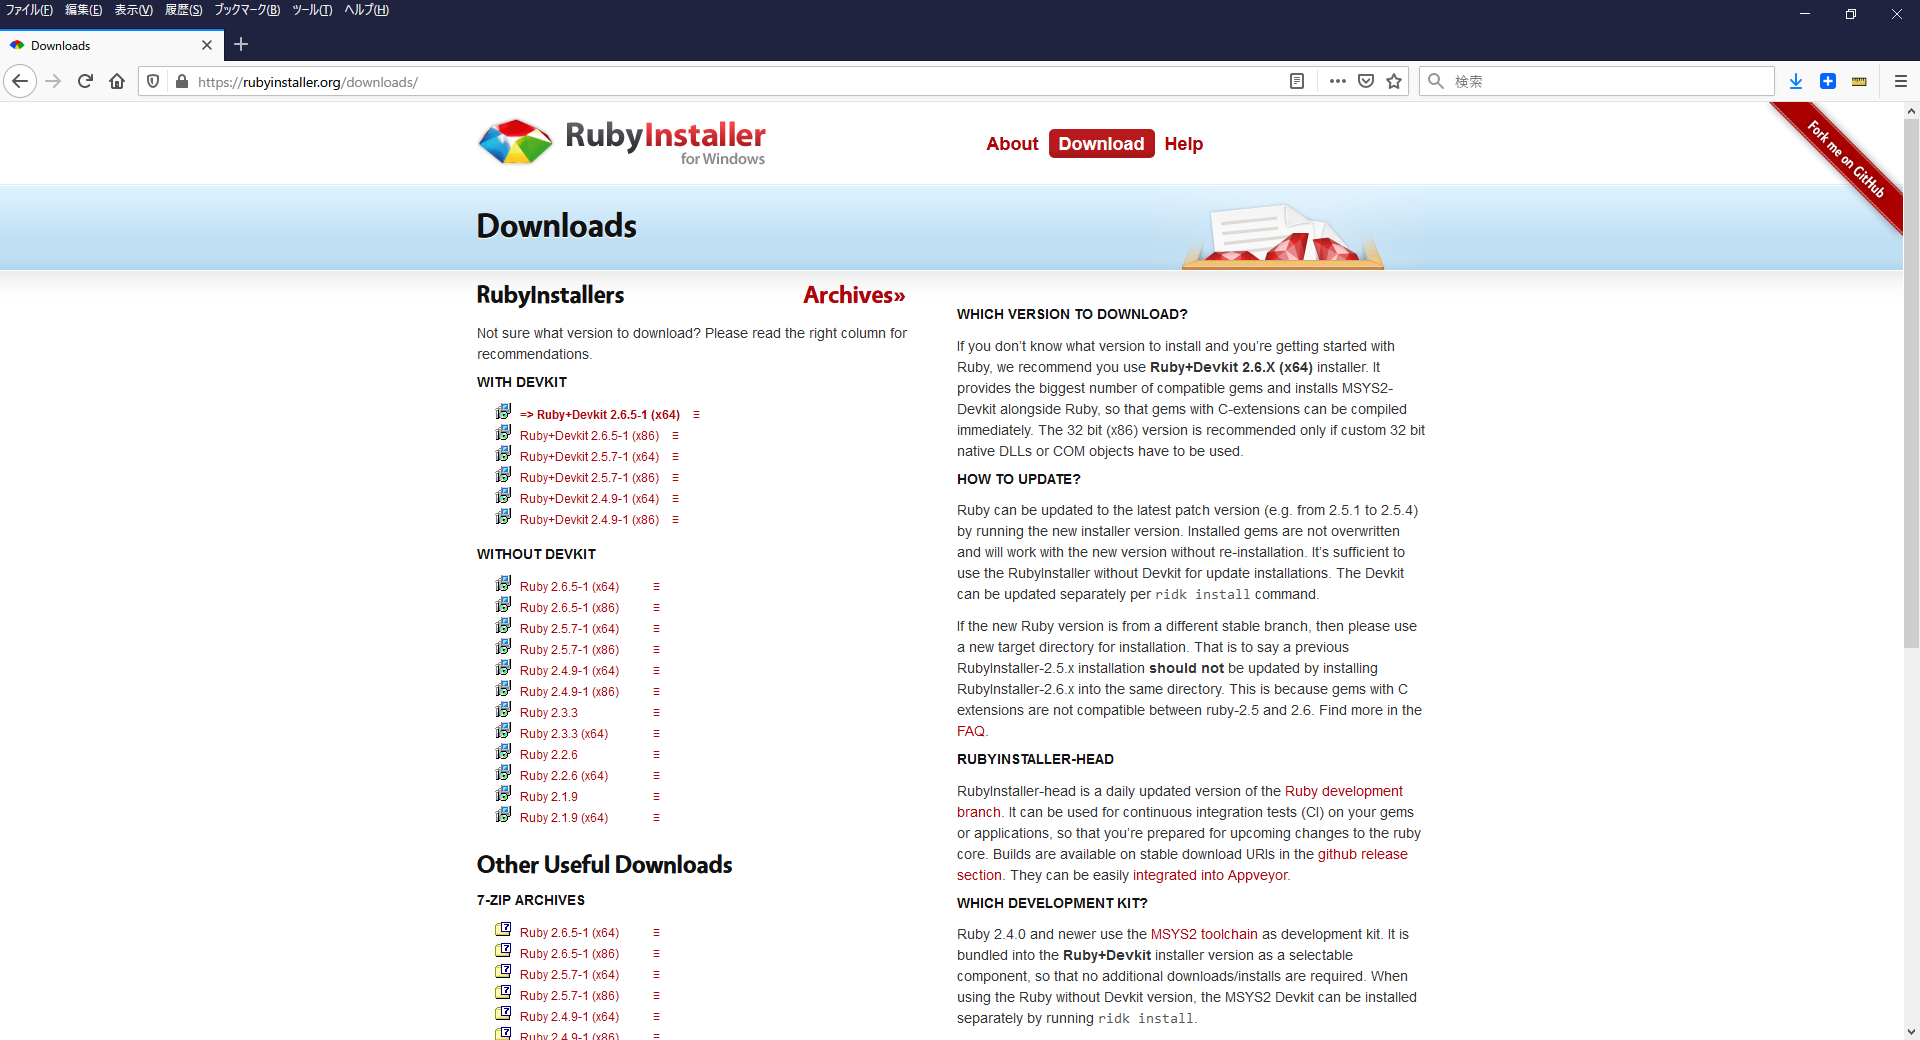 ファイル(F) 編集(E) 表示(V) 履歴(S) ブックマーク(B) ツール(T) ヘルプ(H)
Downloads
https://rubyinstaller.org/downloads/
検索
RubyInstaller
for Windows
About Download Help
Fork me on GitHub
Downloads
RubyInstallers Archives»
Not sure what version to download? Please read the right column for
recommendations.
WITH DEVKIT
=> Ruby+Devkit 2.6.5-1 (x64)
Ruby+Devkit 2.6.5-1 (x86)
Ruby+Devkit 2.5.7-1 (x64)
Ruby+Devkit 2.5.7-1 (x86)
Ruby+Devkit 2.4.9-1 (x64)
Ruby+Devkit 2.4.9-1 (x86)
WITHOUT DEVKIT
Ruby 2.6.5-1 (x64)
Ruby 2.6.5-1 (x86)
Ruby 2.5.7-1 (x64)
Ruby 2.5.7-1 (x86)
Ruby 2.4.9-1 (x64)
Ruby 2.4.9-1 (x86)
Ruby 2.3.3
Ruby 2.3.3 (x64)
Ruby 2.2.6
Ruby 2.2.6 (x64)
Ruby 2.1.9
Ruby 2.1.9 (x64)
Other Useful Downloads
7-ZIP ARCHIVES
Ruby 2.6.5-1 (x64)
Ruby 2.6.5-1 (x86)
Ruby 2.5.7-1 (x64)
Ruby 2.5.7-1 (x86)
Ruby 2.4.9-1 (x64)
Ruby 2.4.9-1 (x86)
WHICH VERSION TO DOWNLOAD?
If you don’t know what version to install and you’re getting started with
Ruby, we recommend you use Ruby+Devkit 2.6.X (x64) installer. It
provides the biggest number of compatible gems and installs MSYS2-
Devkit alongside Ruby, so that gems with C-extensions can be compiled
immediately. The 32 bit (x86) version is recommended only if custom 32 bit
native DLLs or COM objects have to be used.
HOW TO UPDATE?
Ruby can be updated to the latest patch version (e.g. from 2.5.1 to 2.5.4)
by running the new installer version. Installed gems are not overwritten
and will work with the new version without re-installation. It’s sufficient to
use the RubyInstaller without Devkit for update installations. The Devkit
can be updated separately per ridk install command.
If the new Ruby version is from a different stable branch, then please use
a new target directory for installation. That is to say a previous
RubyInstaller-2.5.x installation should not be updated by installing
RubyInstaller-2.6.x into the same directory. This is because gems with C
extensions are not compatible between ruby-2.5 and 2.6. Find more in the
FAQ.
RUBYINSTALLER-HEAD
RubyInstaller-head is a daily updated version of the Ruby development
branch. It can be used for continuous integration tests (CI) on your gems
or applications, so that you’re prepared for upcoming changes to the ruby
core. Builds are available on stable download URIs in the github release
section. They can be easily integrated into Appveyor.
WHICH DEVELOPMENT KIT?
Ruby 2.4.0 and newer use the MSYS2 toolchain as development kit. It is
bundled into the Ruby+Devkit installer version as a selectable
component, so that no additional downloads/installs are required. When
using the Ruby without Devkit version, the MSYS2 Devkit can be installed
separately by running ridk install.